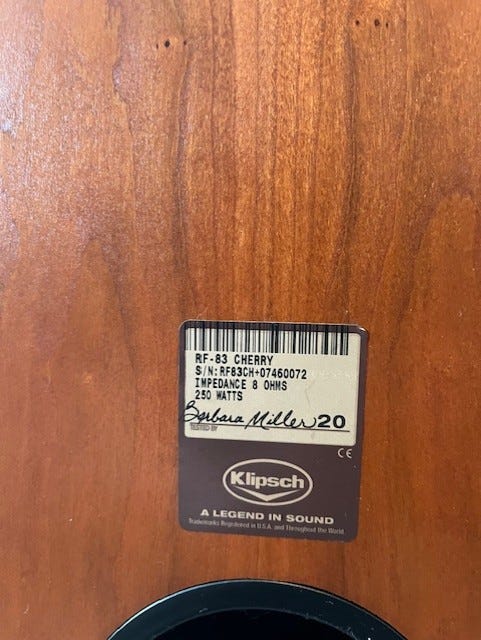 RF-83 CHERRY
S/N:RF83CH+07460072
IMPEDANCE 8 OHMS
250 WATTS
Barbara Miller 20
TESTED BY
CE
Klipsch
A LEGEND IN SOUND
Trademarks Registered in U.S.A. and Throughout the World